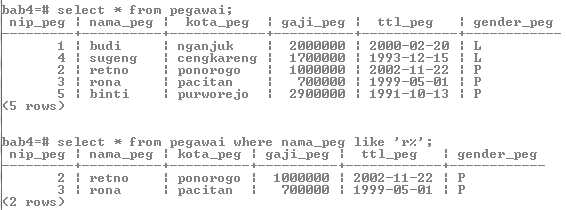 bab4=# select * from pegawai;
 nip_peg | nama_peg | kota_peg | gaji_peg | ttl_peg | gender_peg
---------+----------+------------+----------+------------+------------
 1 | budi | nganjuk | 2000000 | 2000-02-20 | L
 4 | sugeng | cengkareng | 1700000 | 1993-12-15 | L
 2 | retno | ponorogo | 1000000 | 2002-11-22 | P
 3 | rona | pacitan | 700000 | 1999-05-01 | P
 5 | binti | purworejo | 2900000 | 1991-10-13 | P
(5 rows)
bab4=# select * from pegawai where nama_peg like 'r%';
 nip_peg | nama_peg | kota_peg | gaji_peg | ttl_peg | gender_peg
---------+----------+----------+----------+------------+------------
 2 | retno | ponorogo | 1000000 | 2002-11-22 | P
 3 | rona | pacitan | 700000 | 1999-05-01 | P
(2 rows)